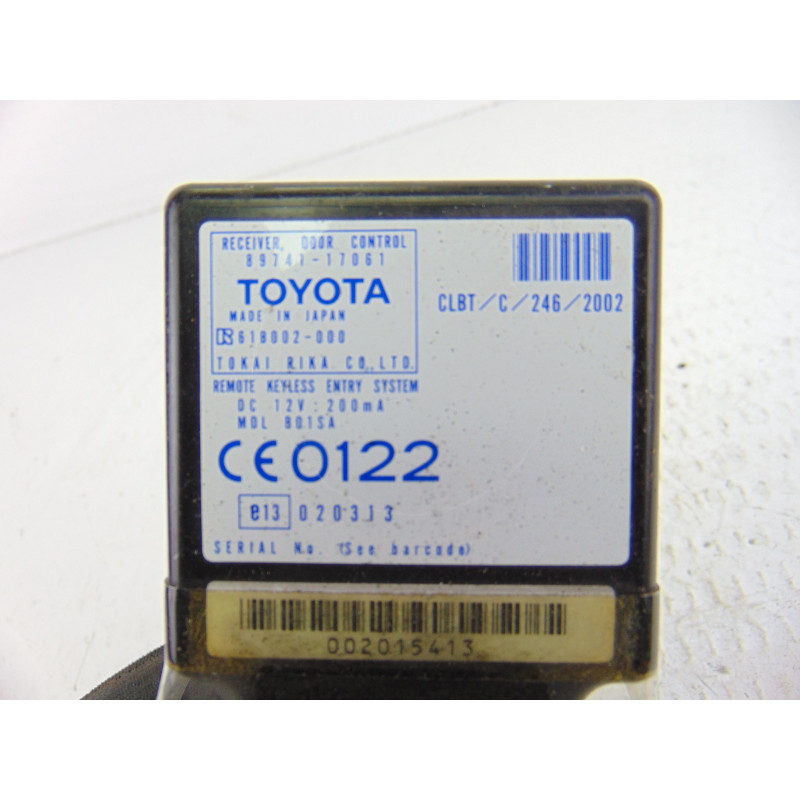 RECEIVER, DOOR CONTROL
89741-17061
TOYOTA
MADE IN JAPAN
R 618002-000
TOKAI RIKA CO., LTD.
CLBT/C/246/2002
REMOTE KEYLESS ENTRY SYSTEM
DC 12V : 200mA
MDL B01SA
CE0122
e13 020313
SERIAL No. (See barcode)
002015413